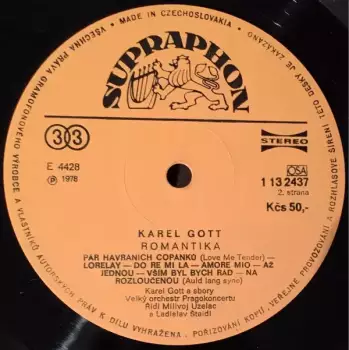 VŠECHNA PRÁVA GRAMOFONOVÉHO VÝROBCE A VLASTNÍKŮ AUTORSKÝCH PRÁV K DÍLU VYHRAŽENA. POŘIZOVÁNÍ KOPIÍ, VEŘEJNÉ PROVOZOVÁNÍ A ROZHLASOVÉ ŠÍŘENÍ TÉTO DESKY JE ZAKÁZÁNO
• MADE IN CZECHOSLOVAKIA •
SUPRAPHON
33
STEREO
E 4428
Ⓟ 1978
OSA
1 13 2437
2. strana
Kčs 50,-
KAREL GOTT
ROMANTIKA
PÁR HAVRANÍCH COPÁNKŮ (Love Me Tender) —
LORELAY — DO RE MI LA — AMORE MIO — AŽ
JEDNOU — VŠÍM BYL BYCH RÁD — NA
ROZLOUČENOU (Auld lang syne)
Karel Gott a sbory
Velký orchestr Pragokoncertu
Řídí Milivoj Uzelac
a Ladislav Štaidl